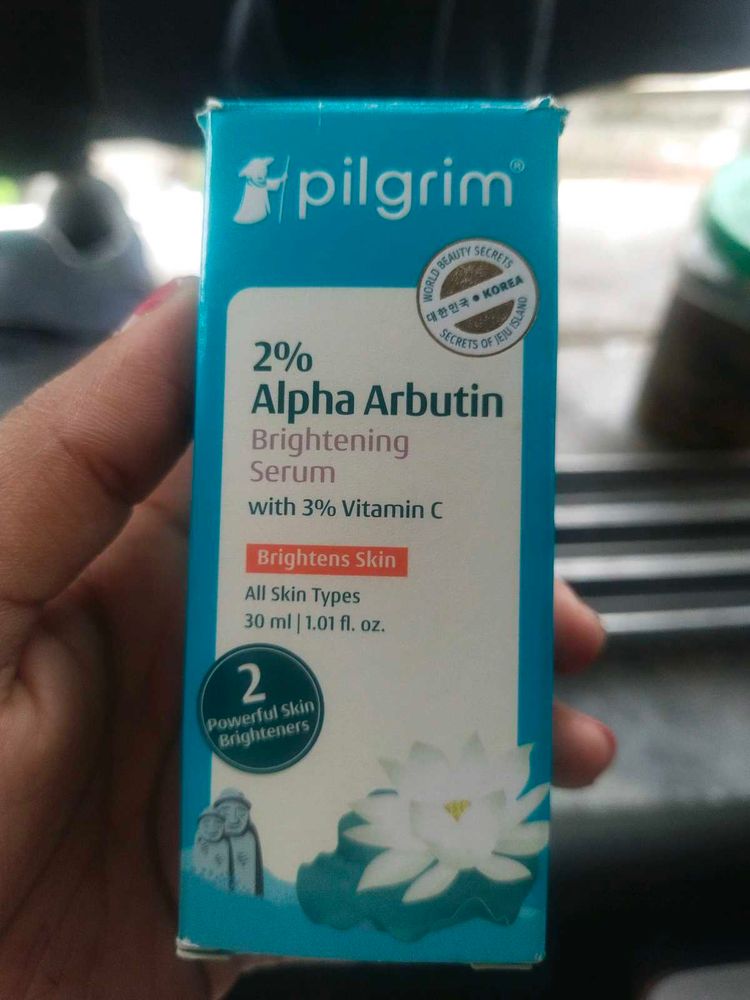 pilgrim®
WORLD BEAUTY SECRETS
대한민국 • KOREA
SECRETS OF JEJU ISLAND
2%
Alpha Arbutin
Brightening
Serum
with 3% Vitamin C
Brightens Skin
All Skin Types
30 ml | 1.01 fl. oz.
2
Powerful Skin
Brighteners